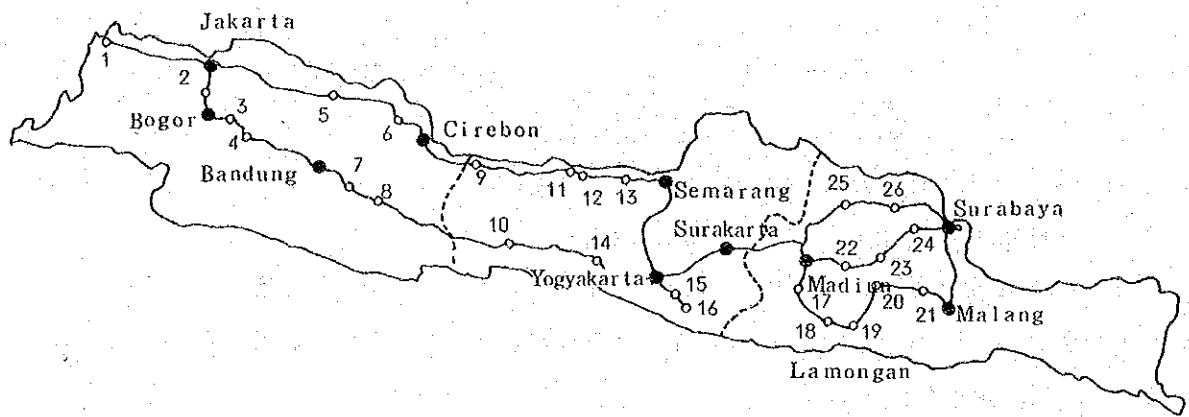 Jakarta
1
2
3
Bogor
4
5
6
Cirebon
Bandung
7
8
9
10
11
12
13
Semarang
14
Surakarta
Yogyakarta
15
16
25
26
Surabaya
22
24
23
Madiun
17
20
21
Malang
18
19
Lamongan